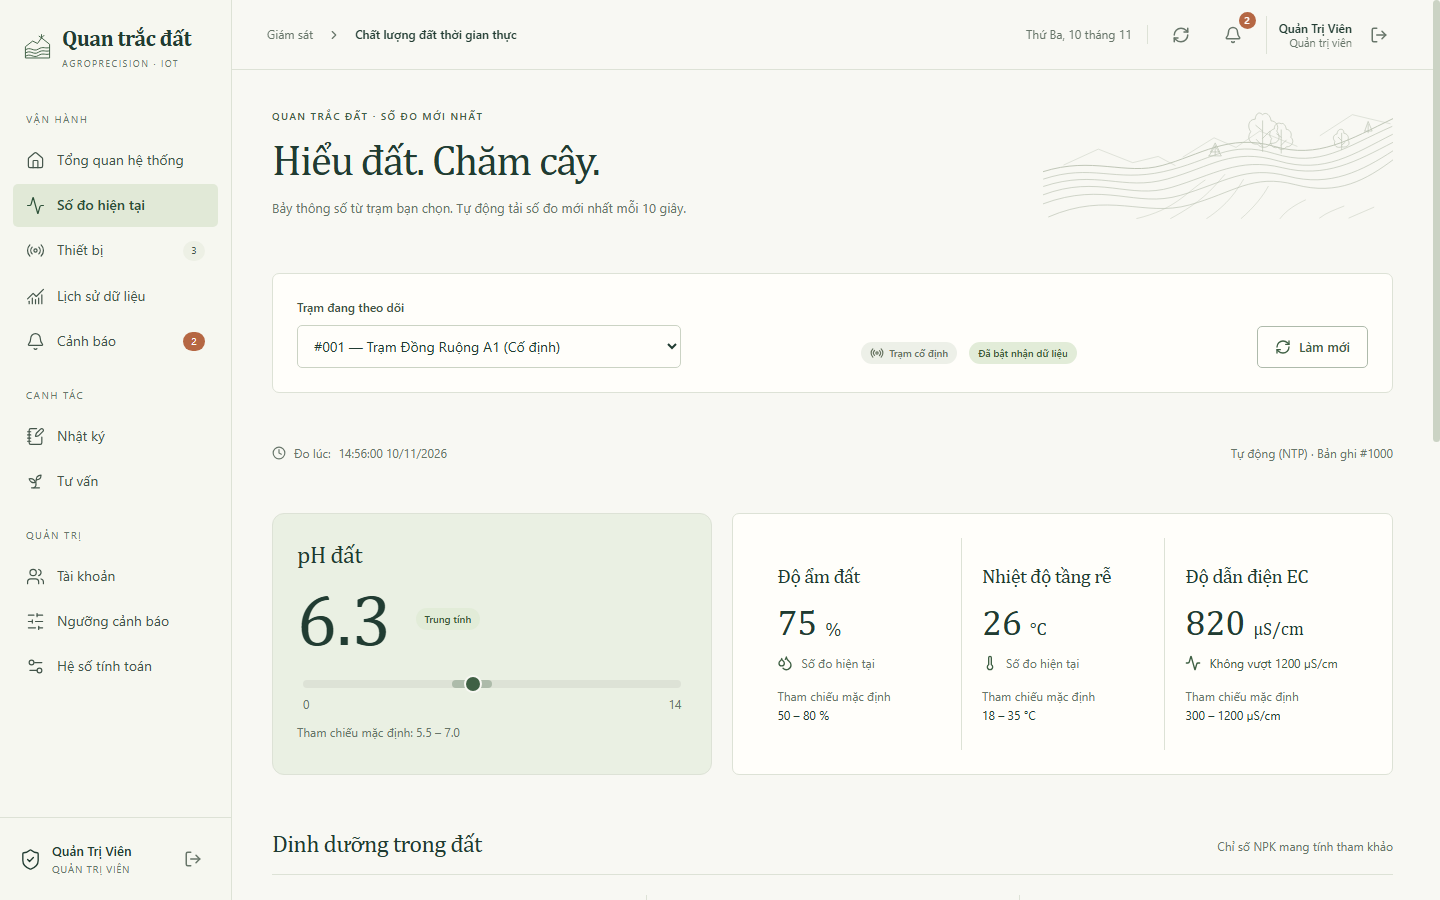 Quan trắc đất
AGROPRECISION · IOT
VẬN HÀNH
Tổng quan hệ thống
Số đo hiện tại
Thiết bị
3
Lịch sử dữ liệu
Cảnh báo
2
CANH TÁC
Nhật ký
Tư vấn
QUẢN TRỊ
Tài khoản
Ngưỡng cảnh báo
Hệ số tính toán
Quản Trị Viên
QUẢN TRỊ VIÊN
Giám sát
Chất lượng đất thời gian thực
Thứ Ba, 10 tháng 11
2
Quản Trị Viên
Quản trị viên
QUAN TRẮC ĐẤT · SỐ ĐO MỚI NHẤT
Hiểu đất. Chăm cây.
Bảy thông số từ trạm bạn chọn. Tự động tải số đo mới nhất mỗi 10 giây.
Trạm đang theo dõi
#001 — Trạm Đồng Ruộng A1 (Cố định)
Trạm cố định
Đã bật nhận dữ liệu
Làm mới
Đo lúc: 14:56:00 10/11/2026
Tự động (NTP) · Bản ghi #1000
pH đất
6.3
Trung tính
0
14
Tham chiếu mặc định: 5.5 – 7.0
Độ ẩm đất
75 %
Số đo hiện tại
Tham chiếu mặc định
50 – 80 %
Nhiệt độ tầng rễ
26 °C
Số đo hiện tại
Tham chiếu mặc định
18 – 35 °C
Độ dẫn điện EC
820 µS/cm
Không vượt 1200 µS/cm
Tham chiếu mặc định
300 – 1200 µS/cm
Dinh dưỡng trong đất
Chỉ số NPK mang tính tham khảo